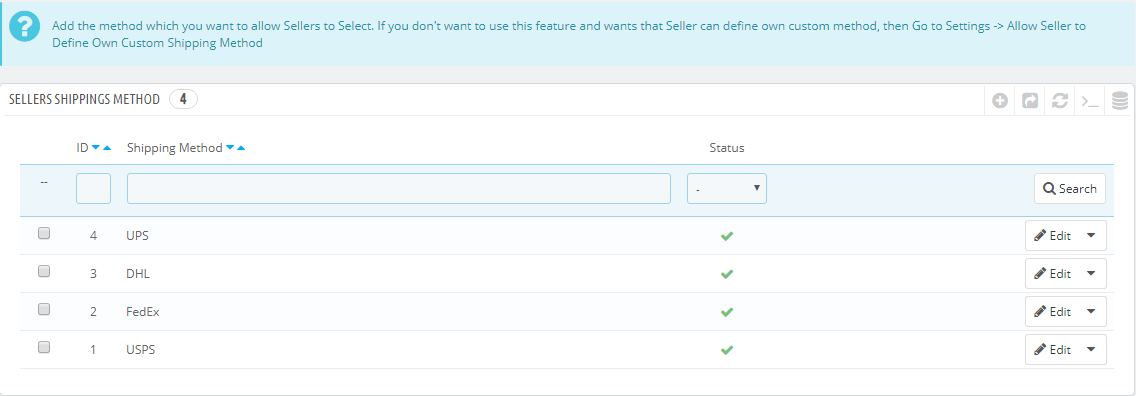 Add the method which you want to allow Sellers to Select. If you don't want to use this feature and wants that Seller can define own custom method, then Go to Settings -> Allow Seller to
Define Own Custom Shipping Method
SELLERS SHIPPINGS METHOD 4
ID Shipping Method Status
-- - Search
4 UPS Edit
3 DHL Edit
2 FedEx Edit
1 USPS Edit